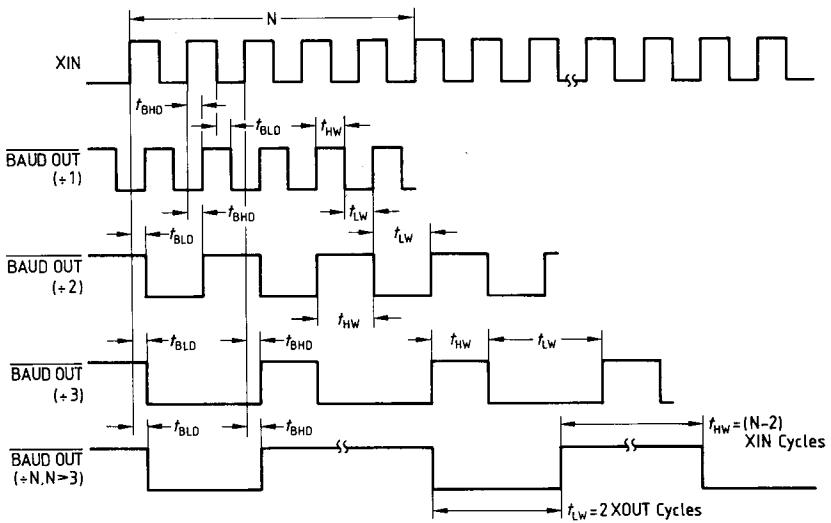 N
XIN
tBHD
tBLD
tHW
BAUD OUT
(÷1)
tBHD
tLW
tBLD
tLW
BAUD OUT
(÷2)
tHW
tBLD
tBHD
tHW
tLW
BAUD OUT
(÷3)
tBLD
tBHD
tHW=(N-2)
XIN Cycles
BAUD OUT
(÷N,N>3)
tLW=2 XOUT Cycles